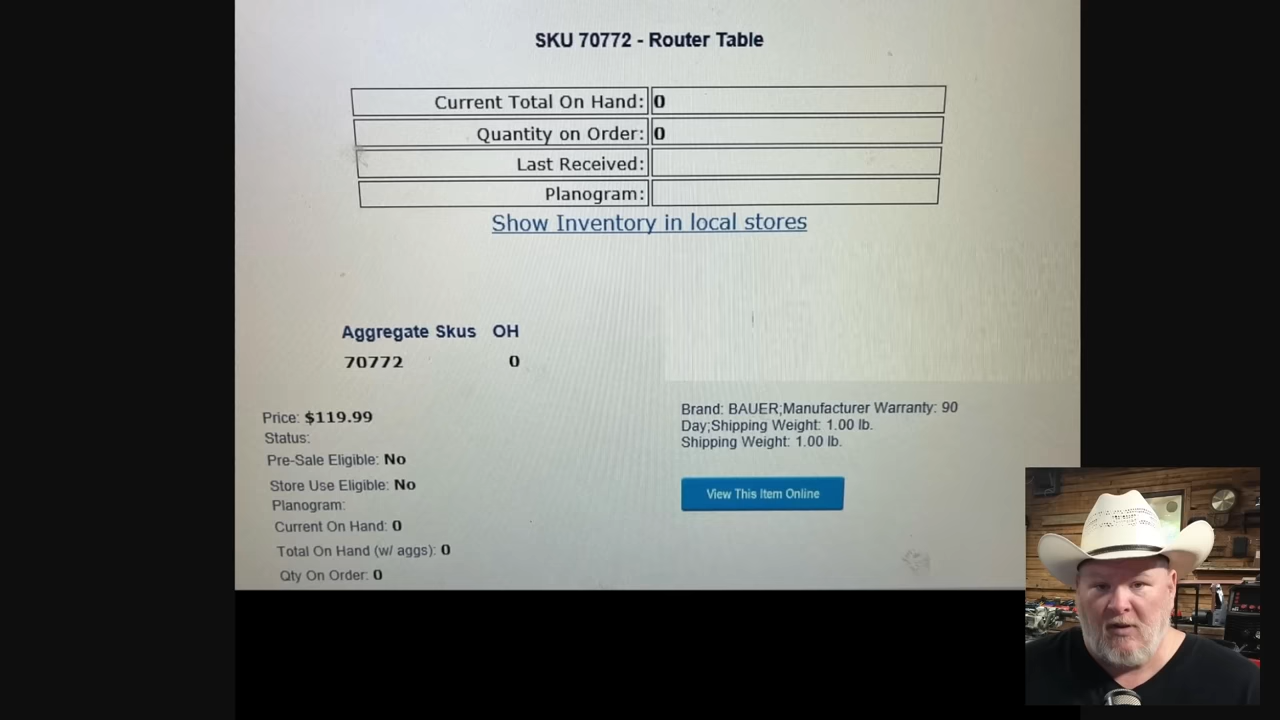 SKU 70772 - Router Table
Current Total On Hand: 0
Quantity on Order: 0
Last Received:
Planogram:
Show Inventory in local stores
Aggregate Skus OH
70772 0
Price: $119.99
Status:
Pre-Sale Eligible: No
Store Use Eligible: No
Planogram:
Current On Hand: 0
Total On Hand (w/ aggs): 0
Qty On Order: 0
Brand: BAUER;Manufacturer Warranty: 90
Day;Shipping Weight: 1.00 lb.
Shipping Weight: 1.00 lb.
View This Item Online